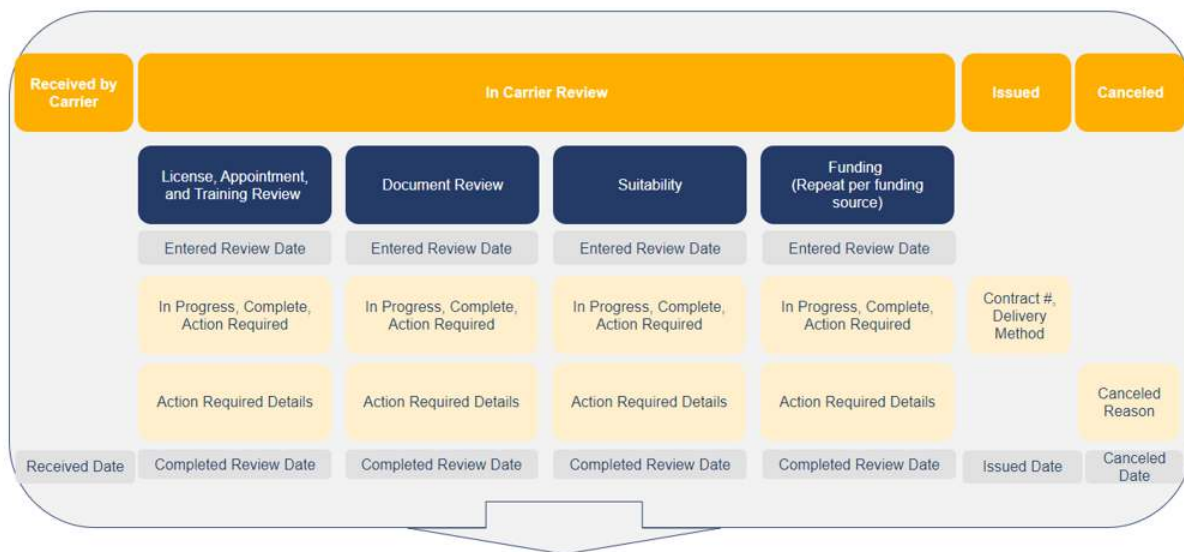 Received by
Carrier
In Carrier Review
Issued
Canceled
License, Appointment,
and Training Review
Document Review
Suitability
Funding
(Repeat per funding
source)
Entered Review Date
Entered Review Date
Entered Review Date
Entered Review Date
In Progress, Complete,
Action Required
In Progress, Complete,
Action Required
In Progress, Complete,
Action Required
In Progress, Complete,
Action Required
Contract #,
Delivery
Method
Action Required Details
Action Required Details
Action Required Details
Action Required Details
Canceled
Reason
Received Date
Completed Review Date
Completed Review Date
Completed Review Date
Completed Review Date
Issued Date
Canceled
Date